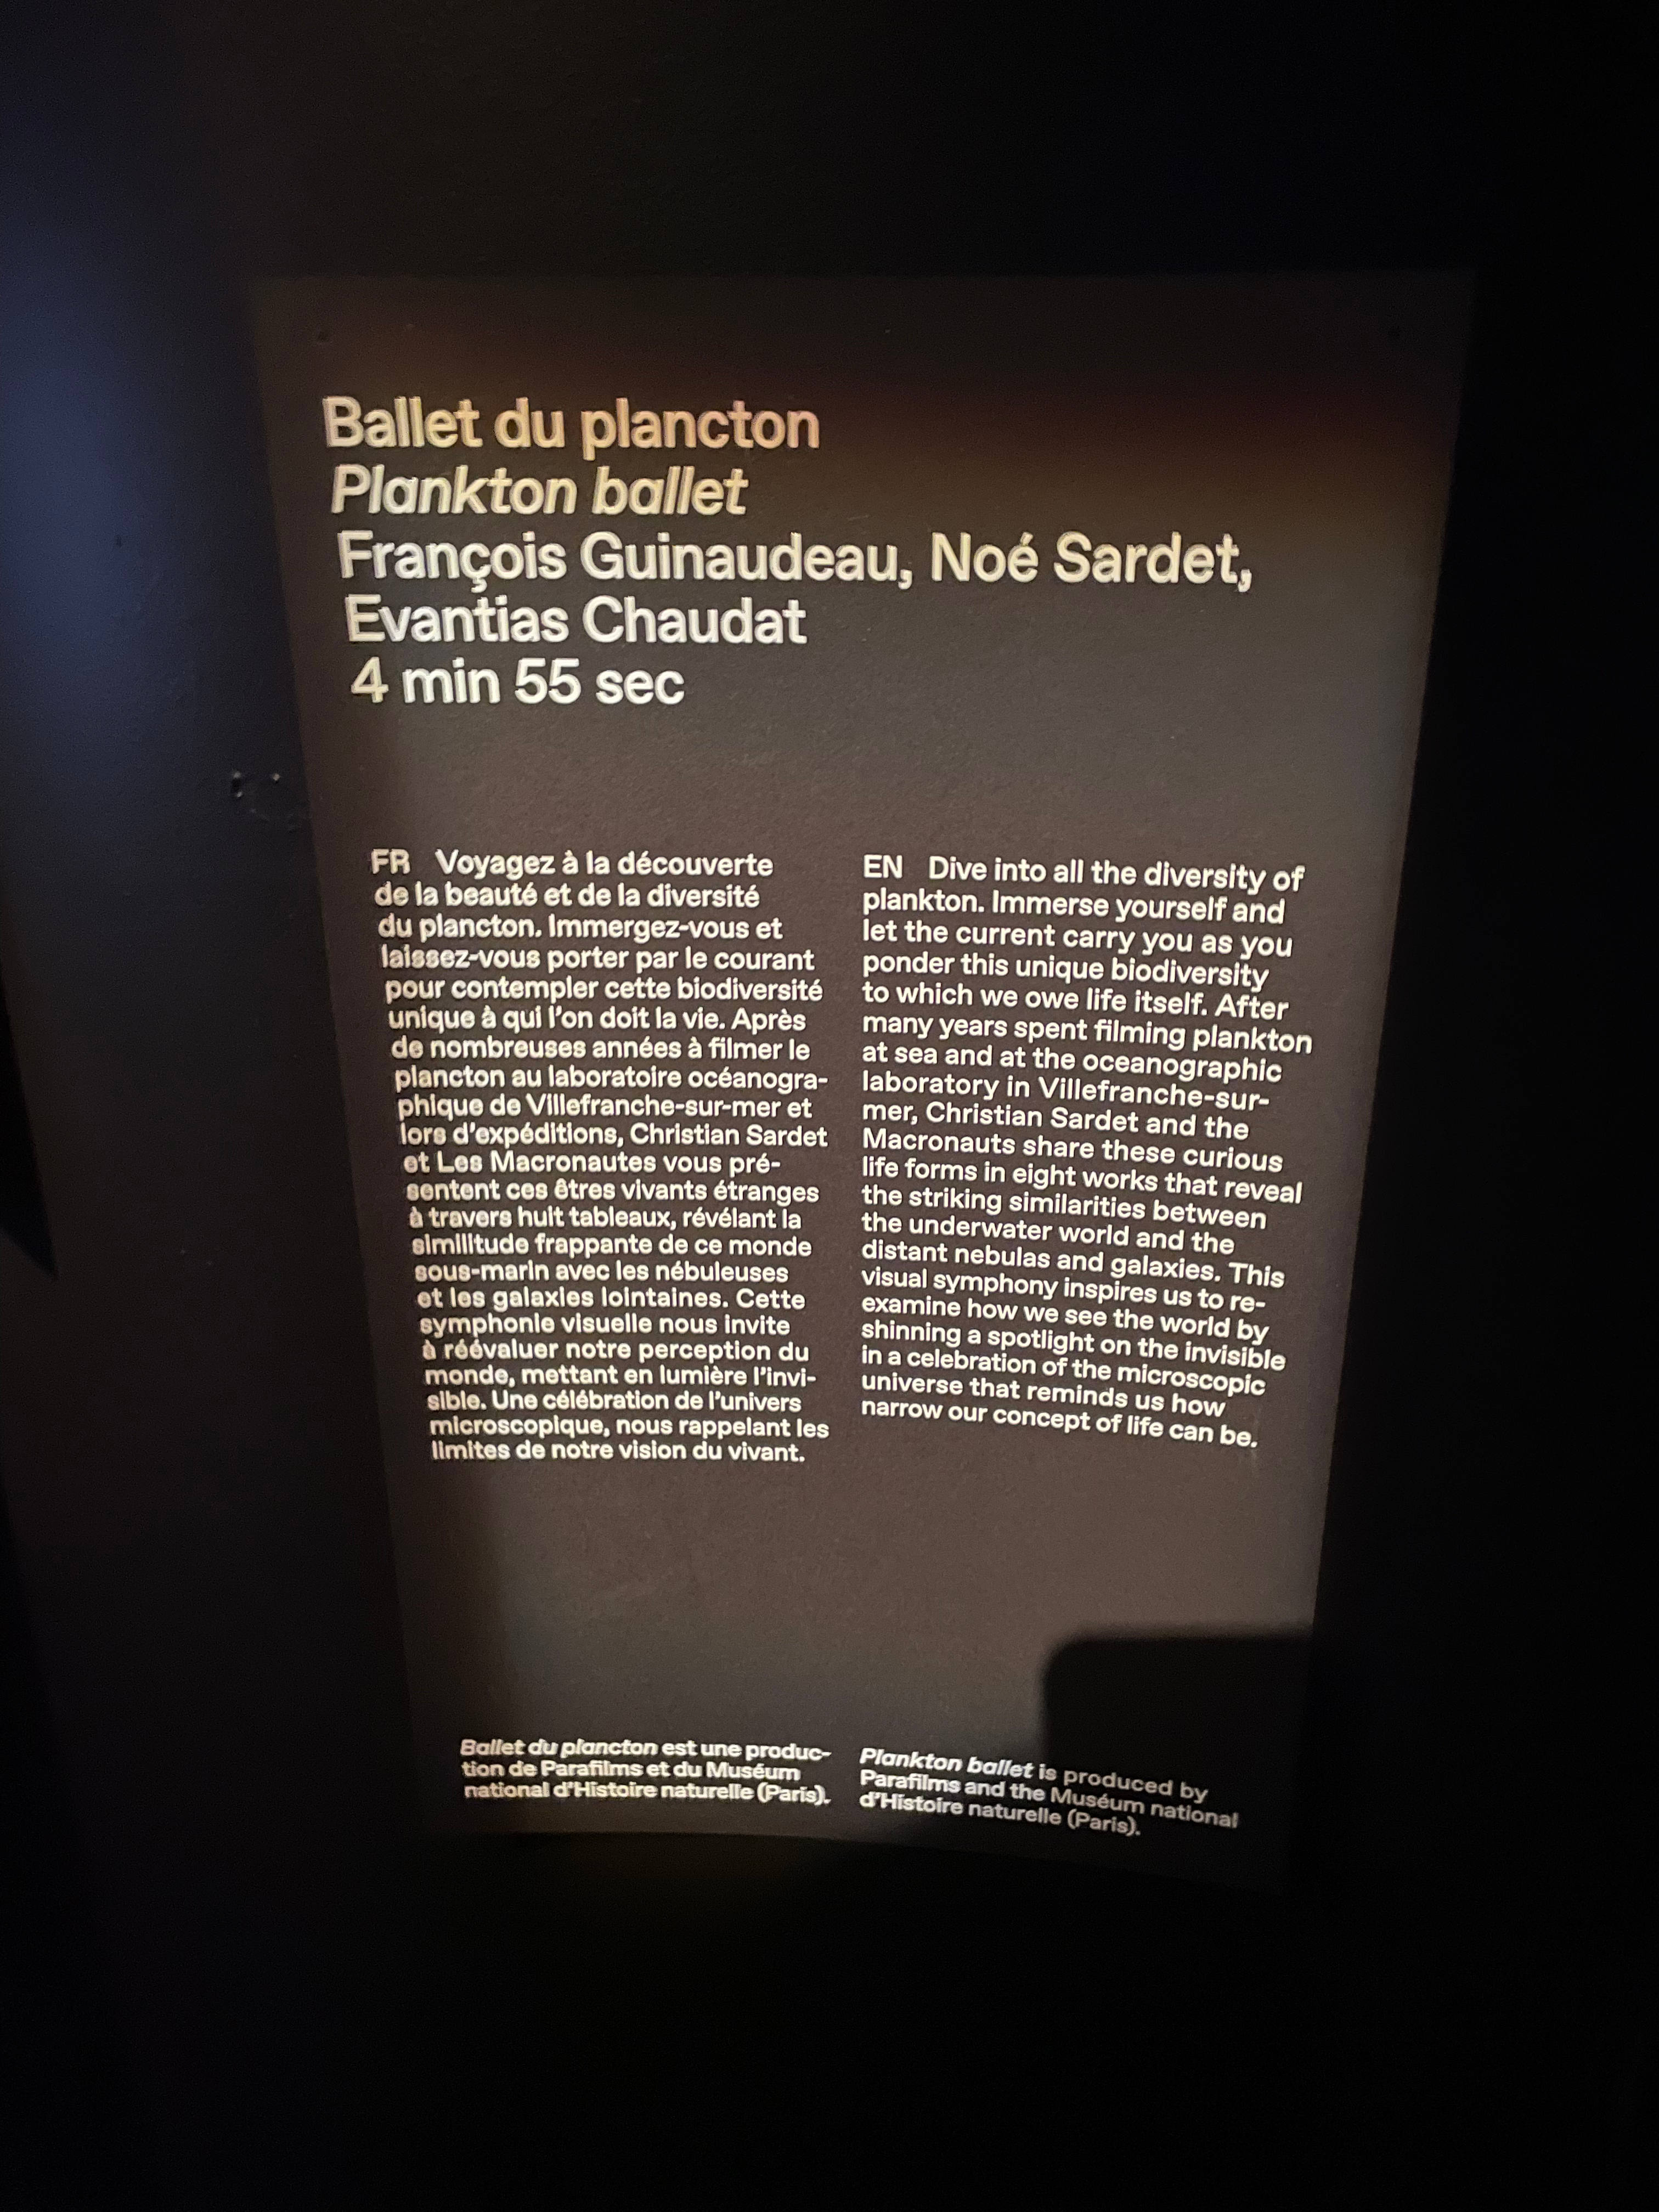 Ballet du plancton
Plankton ballet
François Guinaudeau, Noé Sardet,
Evantias Chaudat
4 min 55 sec
FR Voyagez à la découverte
de la beauté et de la diversité
du plancton. Immergez-vous et
laissez-vous porter par le courant
pour contempler cette biodiversité
unique à qui l'on doit la vie. Après
de nombreuses années à filmer le
plancton au laboratoire océanogra-
phique de Villefranche-sur-mer et
lors d'expéditions, Christian Sardet
et Les Macronautes vous pré-
sentent ces êtres vivants étranges
à travers huit tableaux, révélant la
similitude frappante de ce monde
sous-marin avec les nébuleuses
et les galaxies lointaines. Cette
symphonie visuelle nous invite
à réévaluer notre perception du
monde, mettant en lumière l'invi-
sible. Une célébration de l'univers
microscopique, nous rappelant les
limites de notre vision du vivant.
EN Dive into all the diversity of
plankton. Immerse yourself and
let the current carry you as you
ponder this unique biodiversity
to which we owe life itself. After
many years spent filming plankton
at sea and at the oceanographic
laboratory in Villefranche-sur-
mer, Christian Sardet and the
Macronauts share these curious
life forms in eight works that reveal
the striking similarities between
the underwater world and the
distant nebulas and galaxies. This
visual symphony inspires us to re-
examine how we see the world by
shinning a spotlight on the invisible
in a celebration of the microscopic
universe that reminds us how
narrow our concept of life can be.
Ballet du plancton est une produc-
tion de Parafilms et du Muséum
national d'Histoire naturelle (Paris).
Plankton ballet is produced by
Parafilms and the Muséum national
d'Histoire naturelle (Paris).